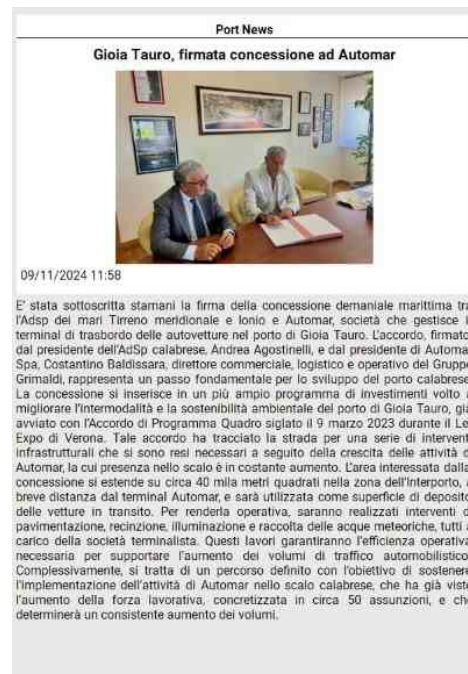 Port News
Gioia Tauro, firmata concessione ad Automar
09/11/2024 11:58
E' stata sottoscritta stamani la firma della concessione demaniale marittima tra
l'Adsp dei mari Tirreno meridionale e Ionio e Automar, società che gestisce i
terminal di trasbordo delle autovetture nel porto di Gioia Tauro. L'accordo, firmato
dal presidente dell'AdSp calabrese, Andrea Agostinelli, e dal presidente di Automa
Spa, Costantino Baldissara, direttore commerciale, logistico e operativo del Gruppo
Grimaldi, rappresenta un passo fondamentale per lo sviluppo del porto calabrese
La concessione si inserisce in un più ampio programma di investimenti volto a
migliorare l'intermodalità e la sostenibilità ambientale del porto di Gioia Tauro, già
avviato con l'Accordo di Programma Quadro siglato il 9 marzo 2023 durante il Le
Expo di Verona. Tale accordo ha tracciato la strada per una serie di intervent
infrastrutturali che si sono resi necessari a seguito della crescita delle attività d
Automar, la cui presenza nello scalo è in costante aumento. L'area interessata dalla
concessione si estende su circa 40 mila metri quadrati nella zona dell'Interporto, a
breve distanza dal terminal Automar, e sarà utilizzata come superficie di deposito
delle vetture in transito. Per renderla operativa, saranno realizzati interventi d
pavimentazione, recinzione, illuminazione e raccolta delle acque meteoriche, tutti a
carico della società terminalista. Questi lavori garantiranno l'efficienza operativa
necessaria per supportare l'aumento dei volumi di traffico automobilistico
Complessivamente, si tratta di un percorso definito con l'obiettivo di sostenere
l'implementazione dell'attività di Automar nello scalo calabrese, che ha già visto
l'aumento della forza lavorativa, concretizzata in circa 50 assunzioni, e che
determinerà un consistente aumento dei volumi.